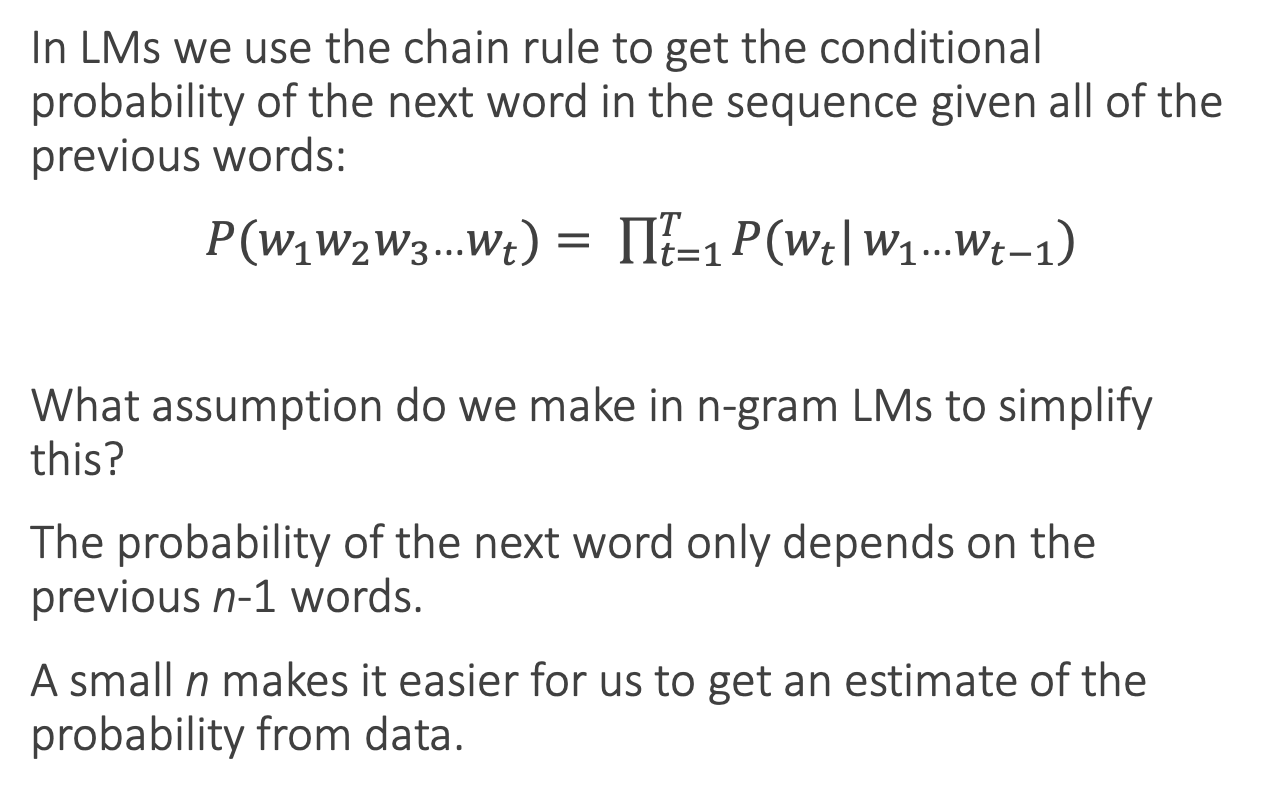 In LMs we use the chain rule to get the conditional
probability of the next word in the sequence given all of the
previous words:
P(w₁w₂w₃…wₜ) = ∏ᵀₜ₌₁ P(wₜ| w₁…wₜ₋₁)
What assumption do we make in n-gram LMs to simplify
this?
The probability of the next word only depends on the
previous n-1 words.
A small n makes it easier for us to get an estimate of the
probability from data.